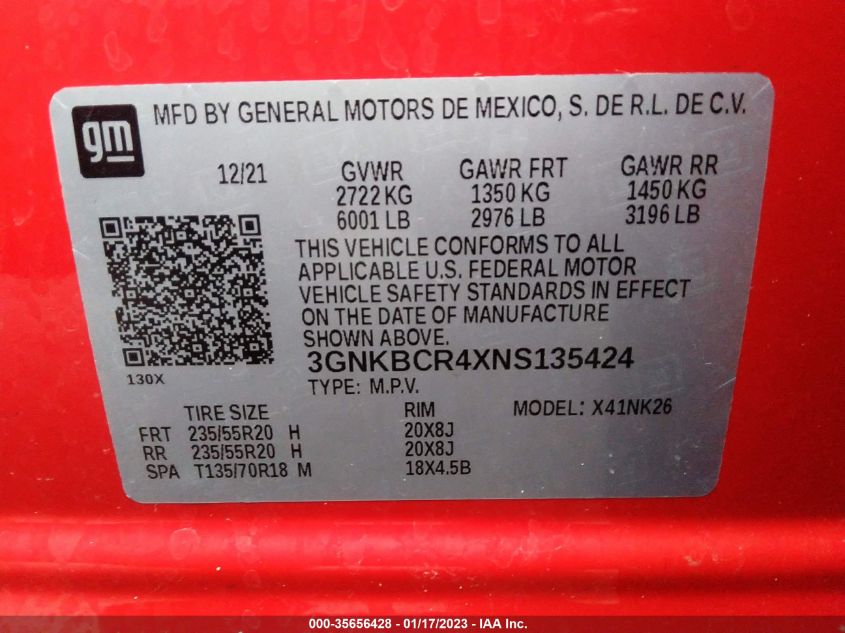 gm
MFD BY GENERAL MOTORS DE MEXICO, S. DE R.L. DE C.V.
12/21 GVWR GAWR FRT GAWR RR
2722 KG 1350 KG 1450 KG
6001 LB 2976 LB 3196 LB
THIS VEHICLE CONFORMS TO ALL
APPLICABLE U.S. FEDERAL MOTOR
VEHICLE SAFETY STANDARDS IN EFFECT
ON THE DATE OF MANUFACTURE
SHOWN ABOVE.
3GNKBCR4XNS135424
130X
TYPE: M.P.V.
TIRE SIZE RIM MODEL: X41NK26
FRT 235/55R20 H 20X8J
RR 235/55R20 H 20X8J
SPA T135/70R18 M 18X4.5B
000-35656428 - 01/17/2023 - IAAI.com